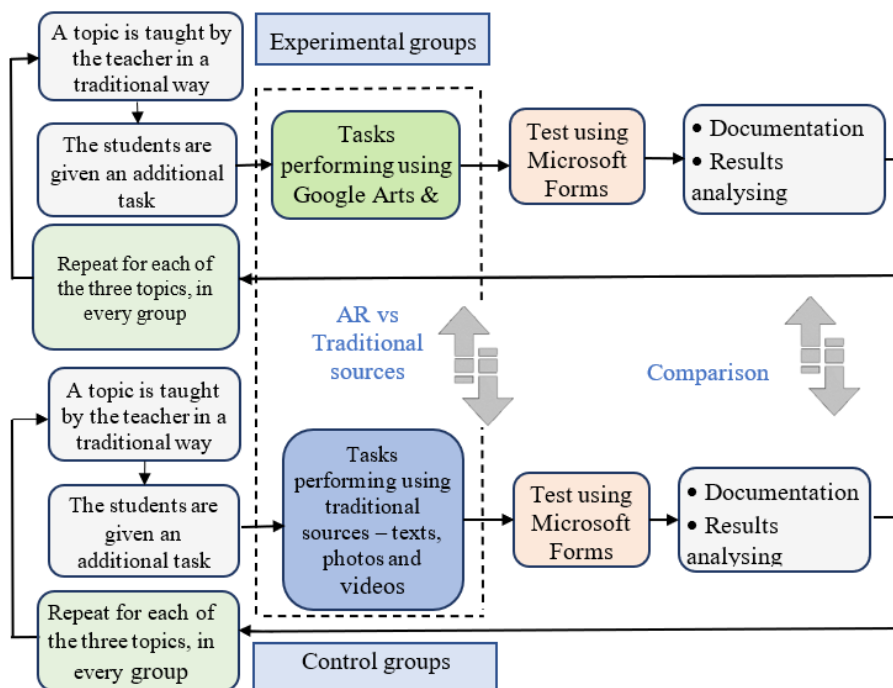 A topic is taught by
the teacher in a
traditional way
Experimental groups
The students are
given an additional
task
Tasks
performing using
Google Arts &
Test using
Microsoft
Forms
• Documentation
• Results
analysing
Repeat for each of
the three topics, in
every group
AR vs
Traditional
sources
Comparison
A topic is taught
by the teacher in a
traditional way
The students are
given an
additional task
Tasks
performing using
traditional
sources – texts,
photos and
videos
Test using
Microsoft
Forms
• Documentation
• Results
analysing
Repeat for each of
the three topics, in
every group
Control groups